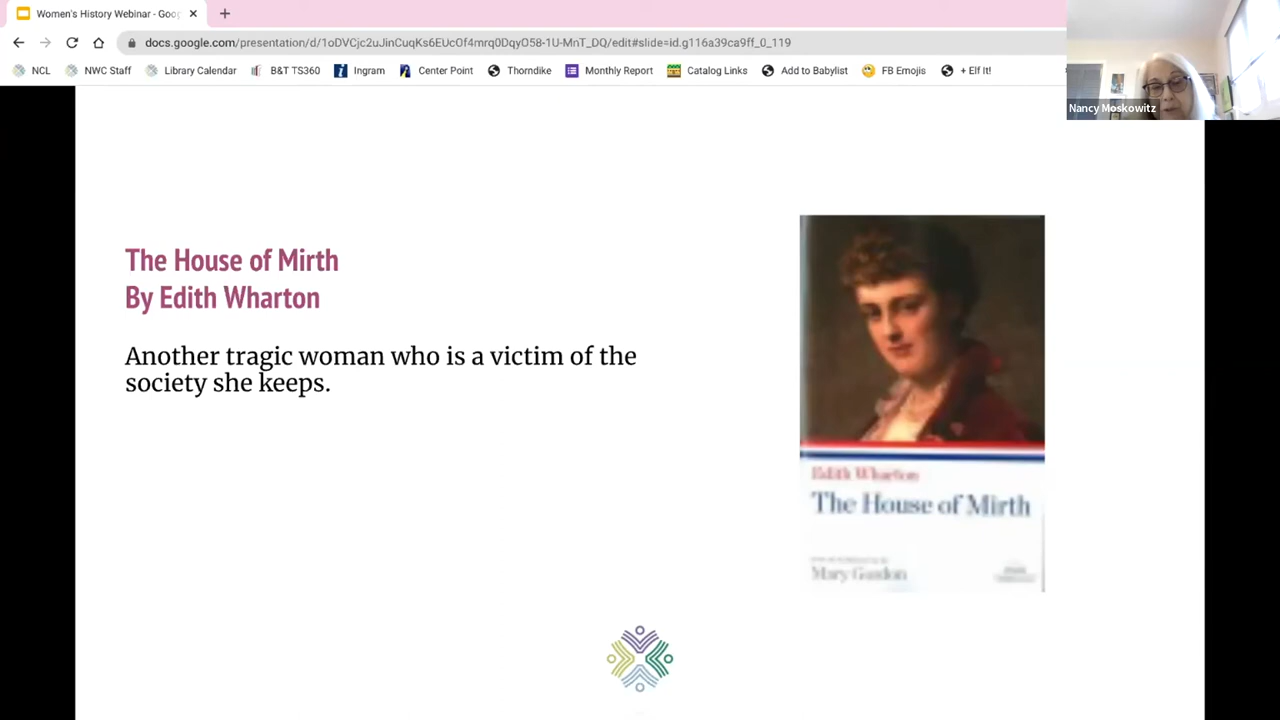 Women's History Webinar - Goo
docs.google.com/presentation/d/1oDVCjc2uJinCuqKs6EUcOf4mrq0DqyO58-1U-MnT_DQ/edit#slide=id.g116a39ca9ff_0_119
NCL NWC Staff Library Calendar B&T TS360 Ingram Center Point Thorndike Monthly Report Catalog Links Add to Babylist FB Emojis + Elf It!
Nancy Moskowitz
The House of Mirth
By Edith Wharton
Another tragic woman who is a victim of the
society she keeps.
Edith Wharton
The House of Mirth
Mary Gordon